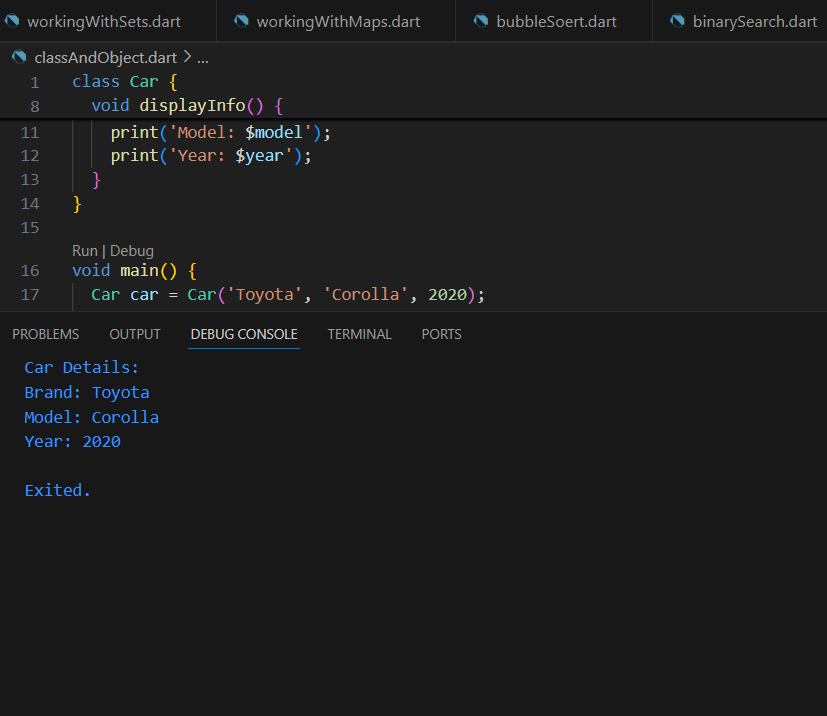 workingWithSets.dart workingWithMaps.dart bubbleSoert.dart binarySearch.dart
classAndObject.dart > ...
1 class Car {
8 void displayInfo() {
11 print('Model: $model');
12 print('Year: $year');
13 }
14 }
15
Run | Debug
16 void main() {
17 Car car = Car('Toyota', 'Corolla', 2020);
PROBLEMS OUTPUT DEBUG CONSOLE TERMINAL PORTS
Car Details:
Brand: Toyota
Model: Corolla
Year: 2020
Exited.